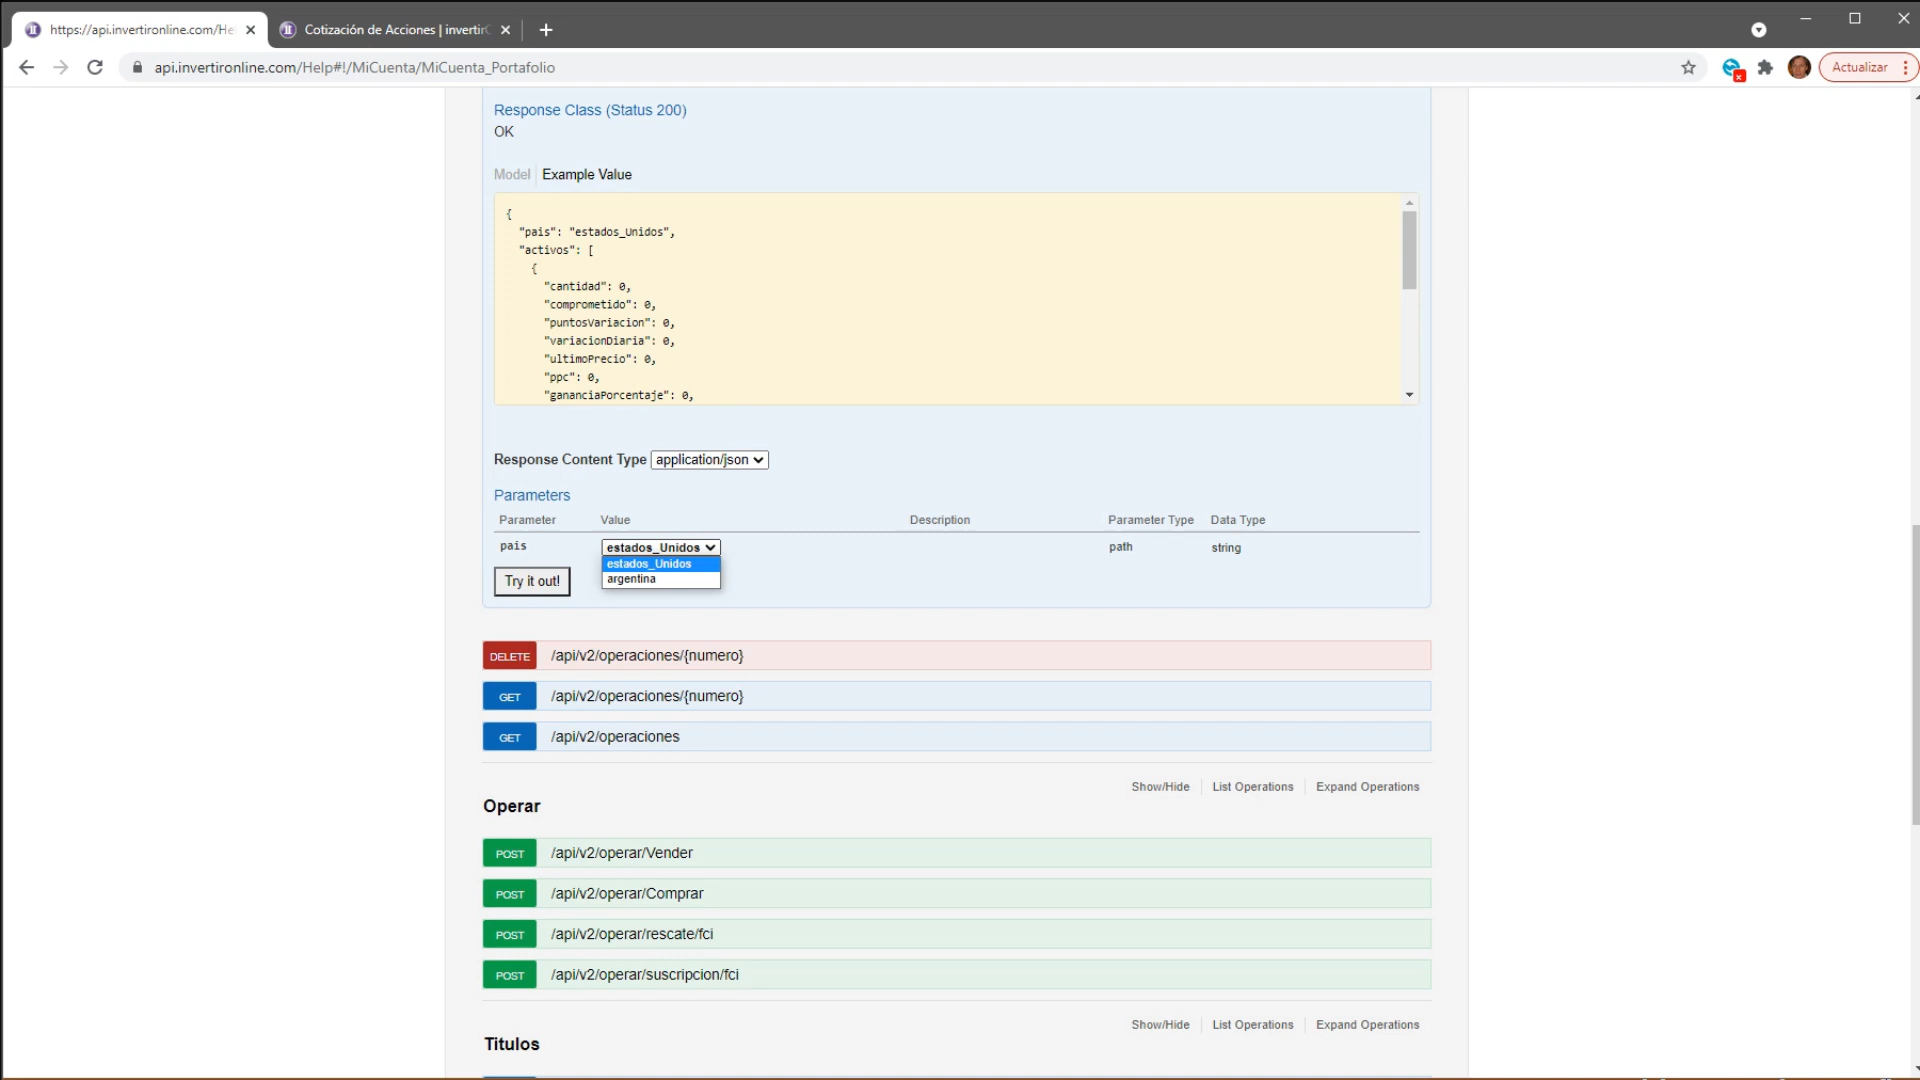 https://api.invertironline.com/He
Cotización de Acciones | invertir
api.invertironline.com/Help#!/MiCuenta/MiCuenta_Portafolio
Actualizar
Response Class (Status 200)
OK
Model Example Value
{
"pais": "estados_Unidos",
"activos": [
{
"cantidad": 0,
"comprometido": 0,
"puntosVariacion": 0,
"variacionDiaria": 0,
"ultimoPrecio": 0,
"ppc": 0,
"gananciaPorcentaje": 0,
Response Content Type application/json
Parameters
Parameter Value Description Parameter Type Data Type
pais estados_Unidos path string
estados_Unidos
argentina
Try it out!
DELETE /api/v2/operaciones/{numero}
GET /api/v2/operaciones/{numero}
GET /api/v2/operaciones
Show/Hide List Operations Expand Operations
Operar
POST /api/v2/operar/Vender
POST /api/v2/operar/Comprar
POST /api/v2/operar/rescate/fci
POST /api/v2/operar/suscripcion/fci
Show/Hide List Operations Expand Operations
Titulos